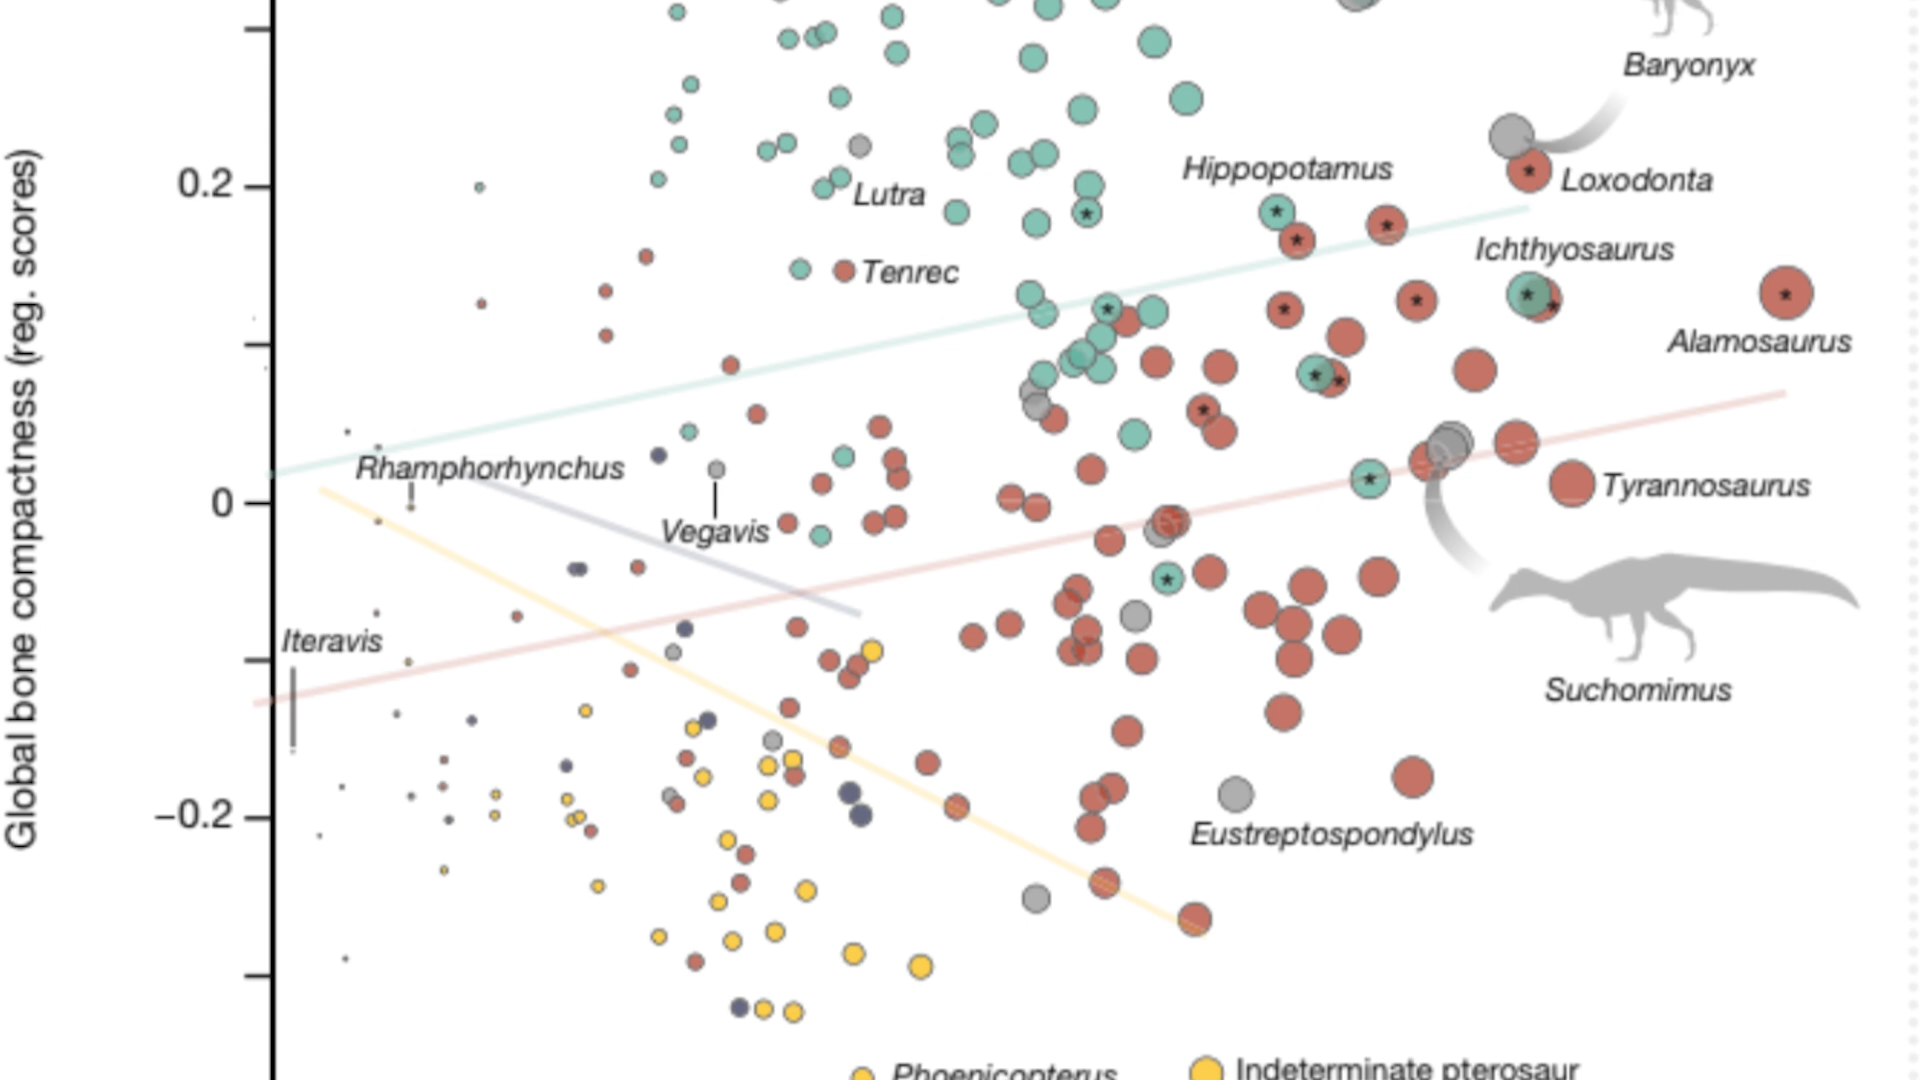 Baryonyx
Global bone compactness (reg. scores)
0.2
Hippopotamus
Loxodonta
Lutra
Ichthyosaurus
Tenrec
Alamosaurus
Rhamphorhynchus
0
Tyrannosaurus
Vegavis
Iteravis
Suchomimus
−0.2
Eustreptospondylus
Phoenicopterus
Indeterminate pterosaur